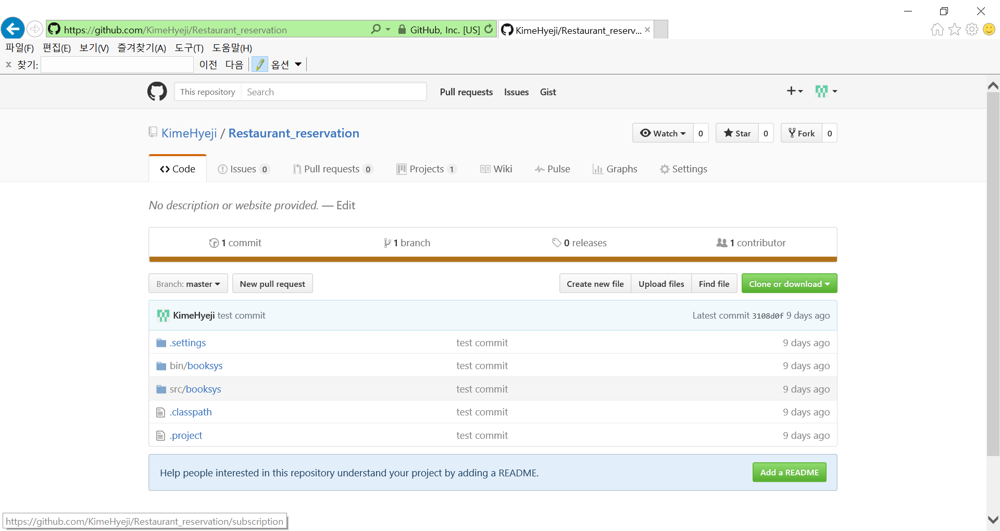 https://github.com/KimeHyeji/Restaurant_reservation GitHub, Inc. [US] KimeHyeji/Restaurant_reserv...
파일(F) 편집(E) 보기(V) 즐겨찾기(A) 도구(T) 도움말(H)
찾기: 이전 다음 옵션
This repository Search Pull requests Issues Gist
KimeHyeji / Restaurant_reservation Watch 0 Star 0 Fork 0
Code Issues 0 Pull requests 0 Projects 1 Wiki Pulse Graphs Settings
No description or website provided. — Edit
1 commit 1 branch 0 releases 1 contributor
Branch: master New pull request Create new file Upload files Find file Clone or download
KimeHyeji test commit Latest commit 3108d0f 9 days ago
.settings test commit 9 days ago
bin/booksys test commit 9 days ago
src/booksys test commit 9 days ago
.classpath test commit 9 days ago
.project test commit 9 days ago
Help people interested in this repository understand your project by adding a README. Add a README
https://github.com/KimeHyeji/Restaurant_reservation/subscription